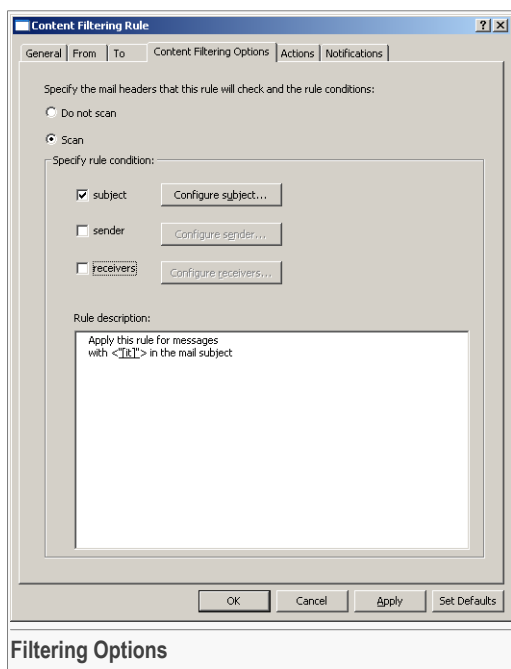 Content Filtering Rule
General From To Content Filtering Options Actions Notifications
Specify the mail headers that this rule will check and the rule conditions:
Do not scan
Scan
Specify rule condition:
subject Configure subject...
sender Configure sender...
receivers Configure receivers...
Rule description:
Apply this rule for messages
with <"[it]"> in the mail subject
OK Cancel Apply Set Defaults
Filtering Options